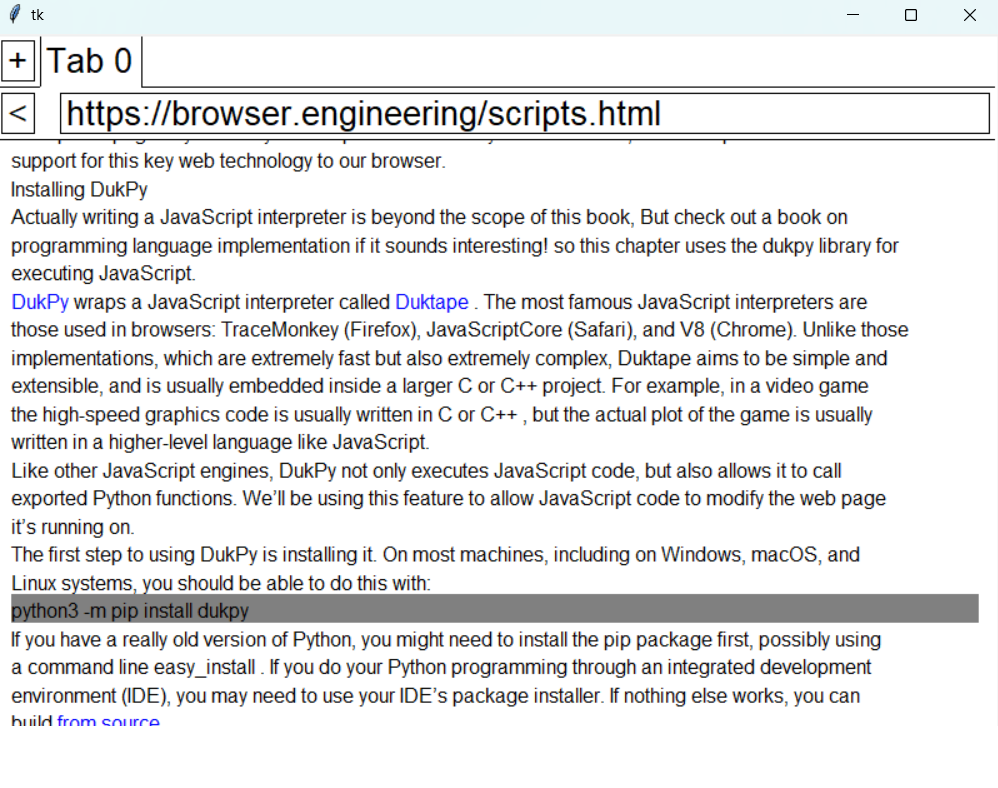 tk
+ Tab 0
< https://browser.engineering/scripts.html
support for this key web technology to our browser.
Installing DukPy
Actually writing a JavaScript interpreter is beyond the scope of this book, But check out a book on
programming language implementation if it sounds interesting! so this chapter uses the dukpy library for
executing JavaScript.
DukPy wraps a JavaScript interpreter called Duktape . The most famous JavaScript interpreters are
those used in browsers: TraceMonkey (Firefox), JavaScriptCore (Safari), and V8 (Chrome). Unlike those
implementations, which are extremely fast but also extremely complex, Duktape aims to be simple and
extensible, and is usually embedded inside a larger C or C++ project. For example, in a video game
the high-speed graphics code is usually written in C or C++ , but the actual plot of the game is usually
written in a higher-level language like JavaScript.
Like other JavaScript engines, DukPy not only executes JavaScript code, but also allows it to call
exported Python functions. We’ll be using this feature to allow JavaScript code to modify the web page
it’s running on.
The first step to using DukPy is installing it. On most machines, including on Windows, macOS, and
Linux systems, you should be able to do this with:
python3 -m pip install dukpy
If you have a really old version of Python, you might need to install the pip package first, possibly using
a command line easy_install . If you do your Python programming through an integrated development
environment (IDE), you may need to use your IDE’s package installer. If nothing else works, you can
build from source